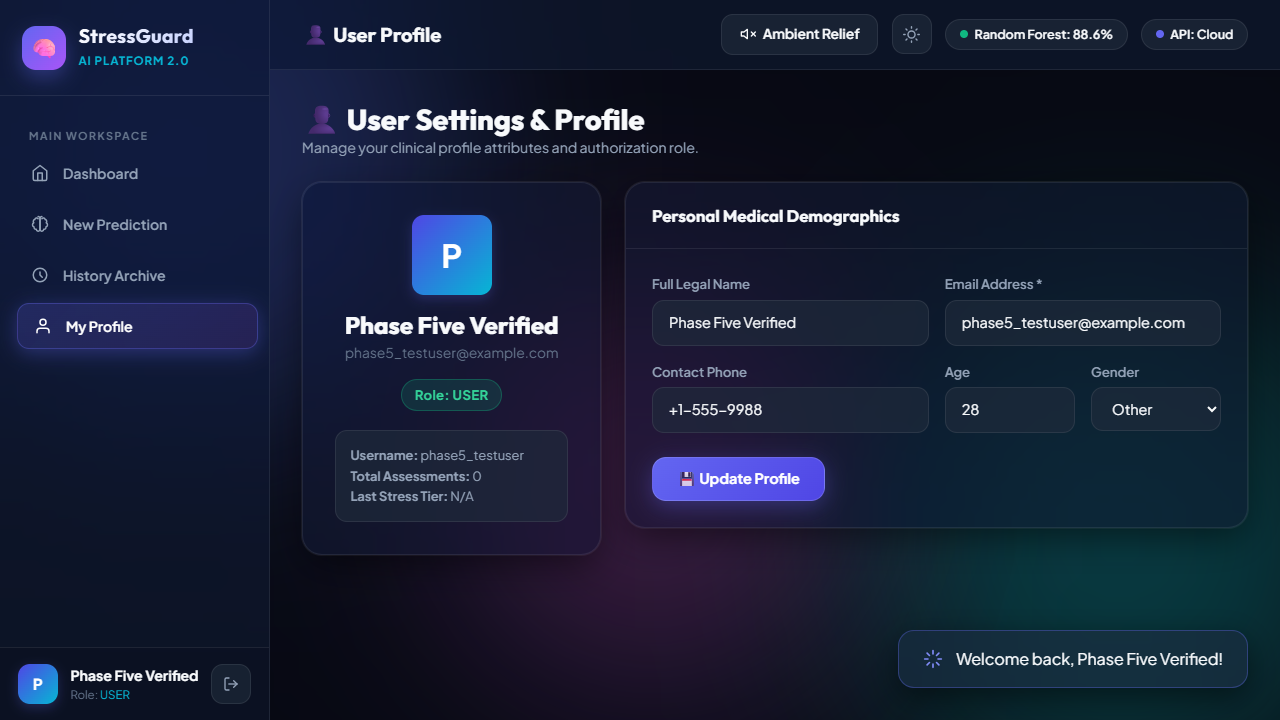 StressGuard
AI PLATFORM 2.0
MAIN WORKSPACE
Dashboard
New Prediction
History Archive
My Profile
Phase Five Verified
Role: USER
P
User Profile
Ambient Relief
Random Forest: 88.6%
API: Cloud
User Settings & Profile
Manage your clinical profile attributes and authorization role.
P
Phase Five Verified
phase5_testuser@example.com
Role: USER
Username: phase5_testuser
Total Assessments: 0
Last Stress Tier: N/A
Personal Medical Demographics
Full Legal Name
Email Address *
Phase Five Verified
phase5_testuser@example.com
Contact Phone
Age
Gender
+1-555-9988
28
Other
Update Profile
Welcome back, Phase Five Verified!